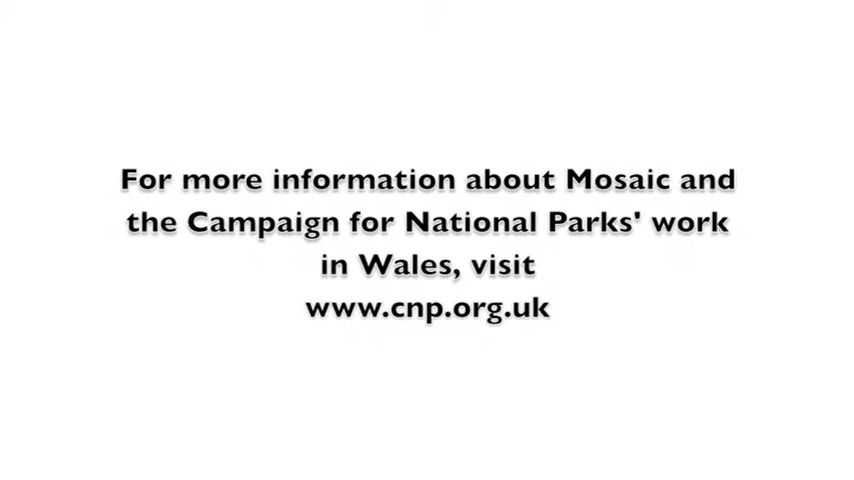 For more information about Mosaic and
the Campaign for National Parks' work
in Wales, visit
www.cnp.org.uk